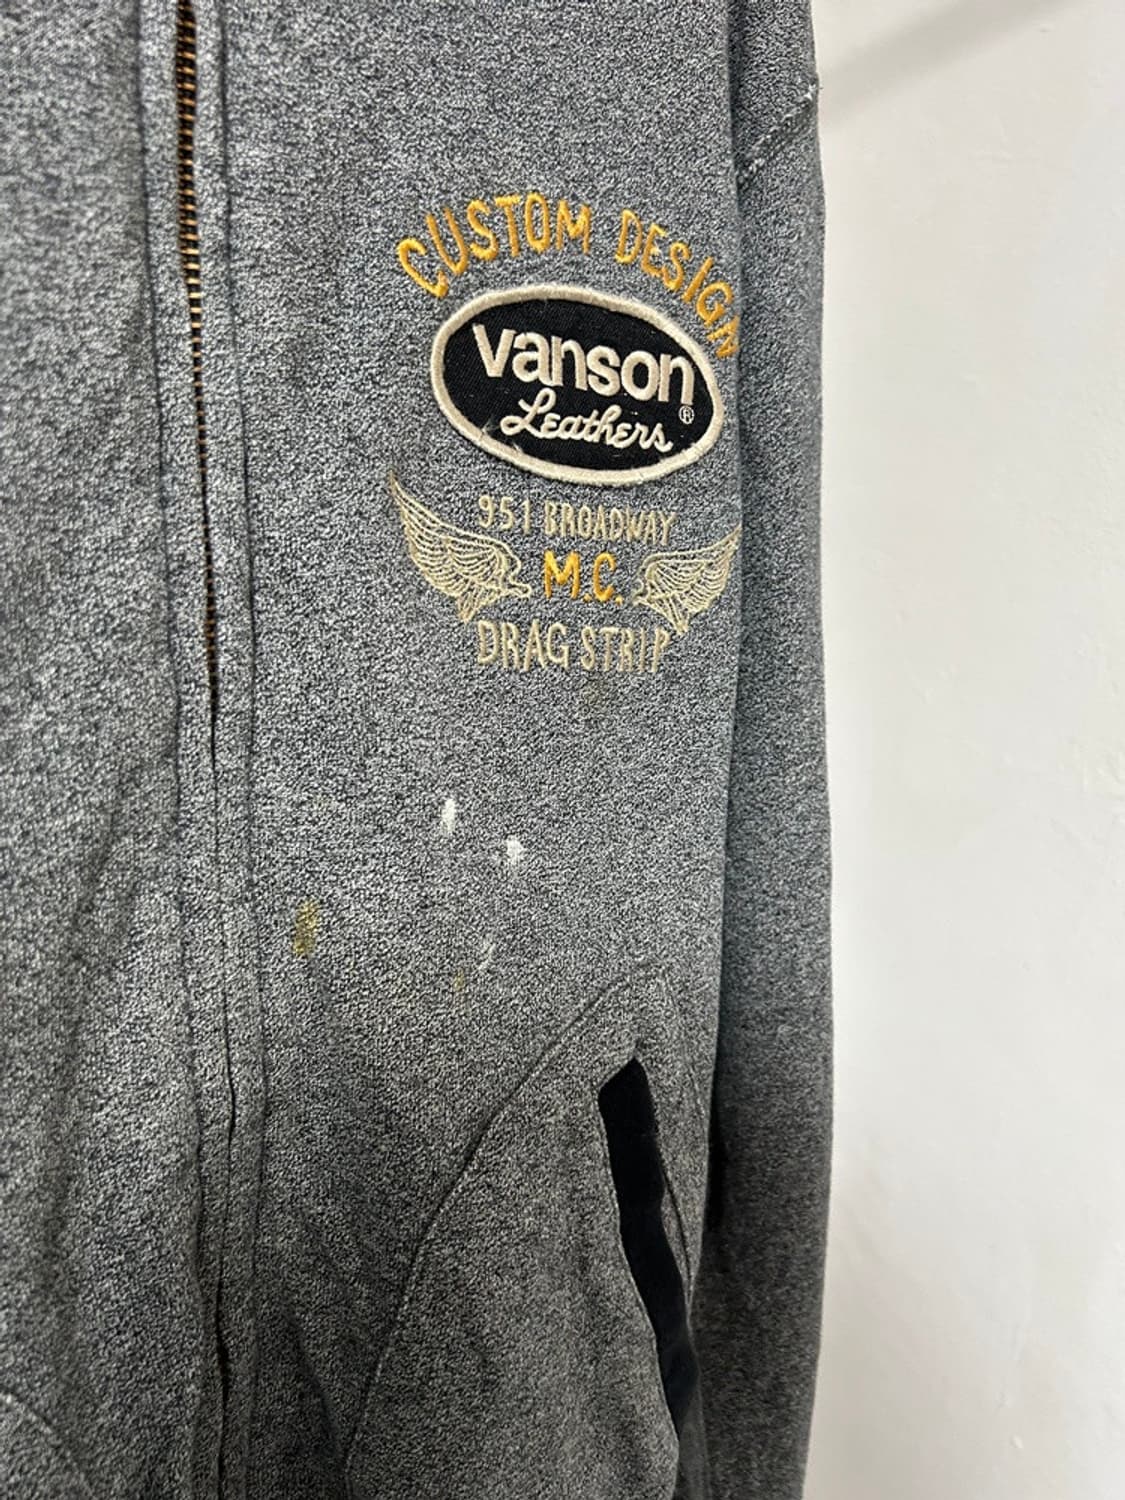 CUSTOM DESIGN
vanson
Leathers ®
951 BROADWAY
M.C.
DRAG STRIP